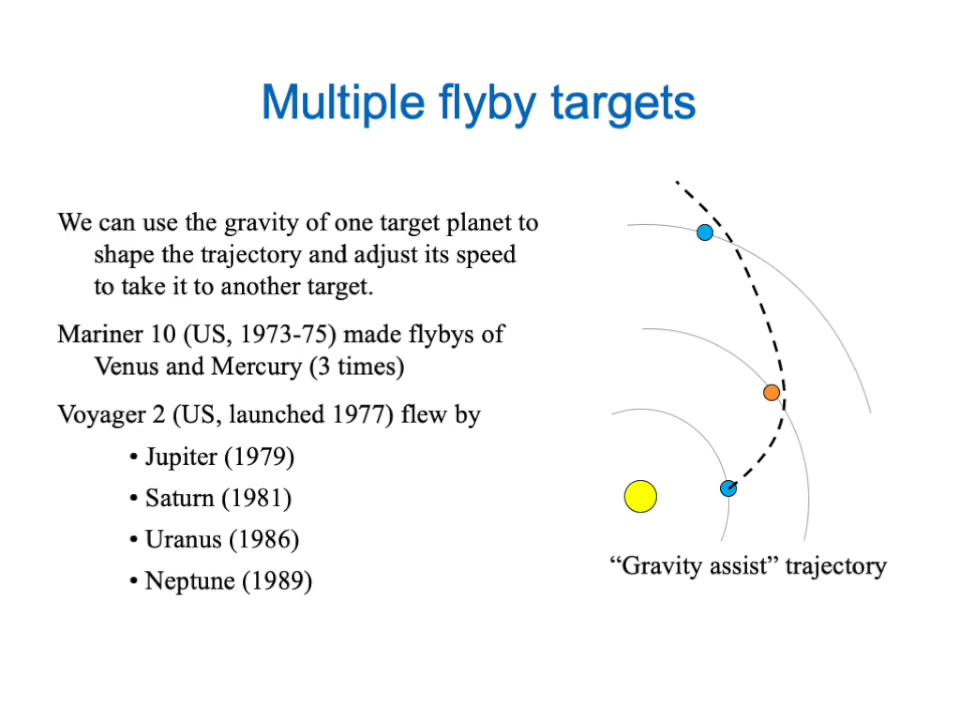 Multiple flyby targets
We can use the gravity of one target planet to
shape the trajectory and adjust its speed
to take it to another target.
Mariner 10 (US, 1973-75) made flybys of
Venus and Mercury (3 times)
Voyager 2 (US, launched 1977) flew by
• Jupiter (1979)
• Saturn (1981)
• Uranus (1986)
• Neptune (1989)
“Gravity assist” trajectory